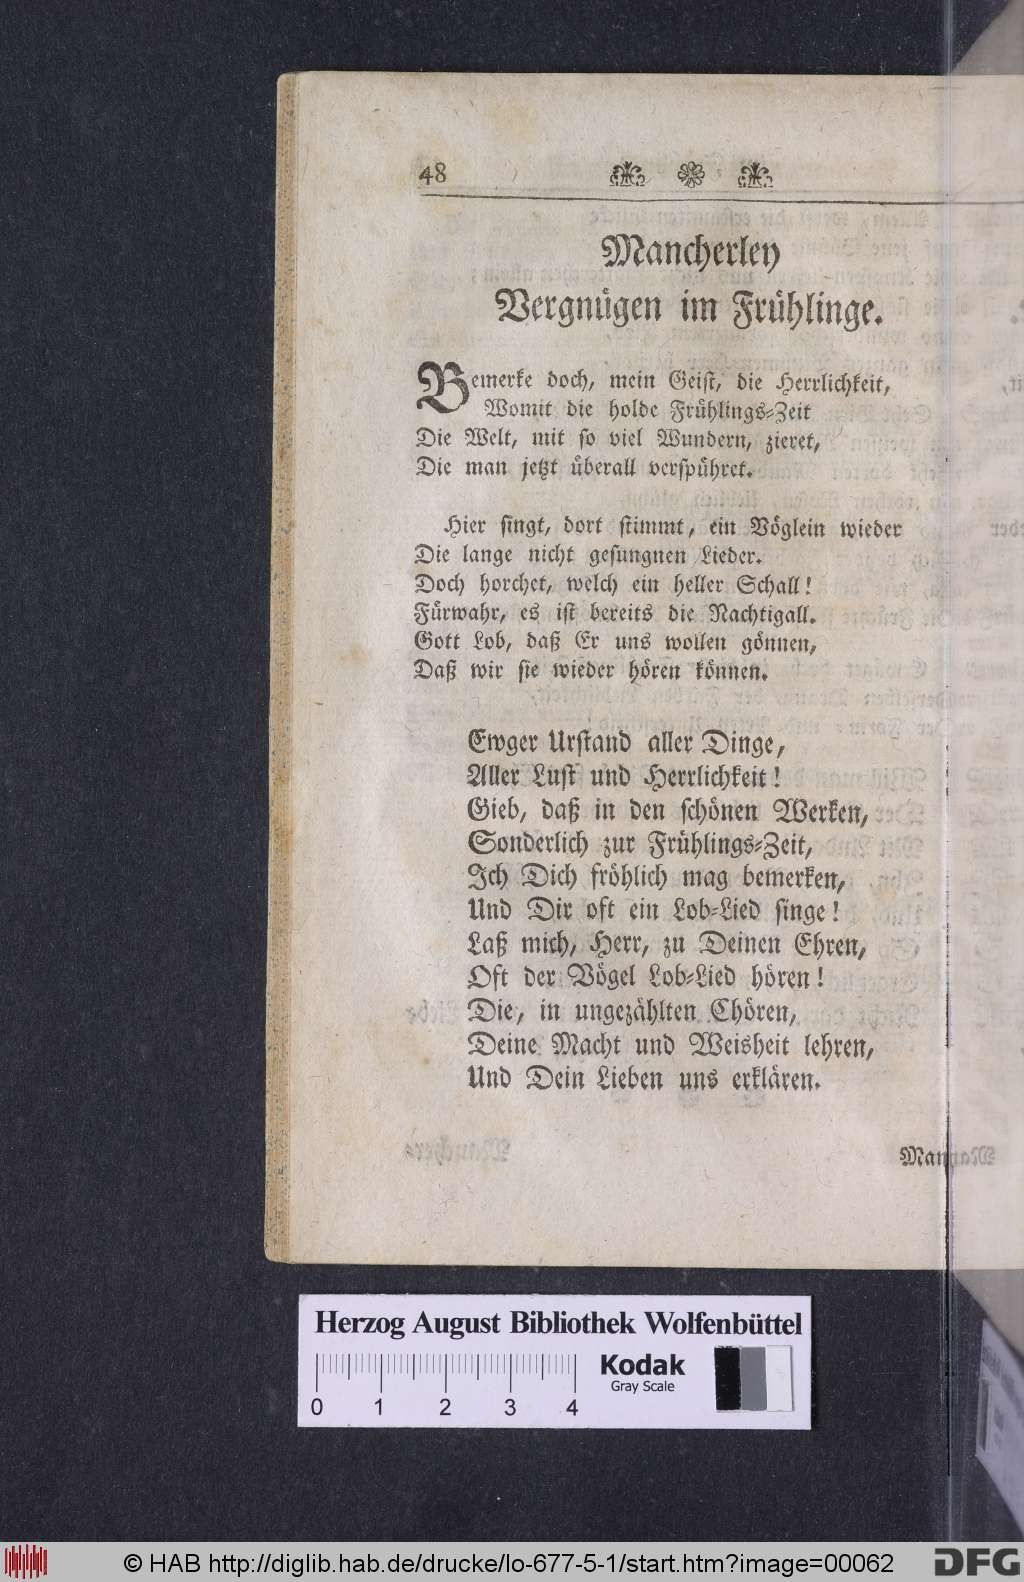 48
Mancherley
Vergnügen im Frühlinge.
Bemerke doch, mein Geist, die Herrlichkeit,
Womit die holde Frühlings-Zeit
Die Welt, mit so viel Wundern, zieret,
Die man jetzt überall verspühret.
Hier singt, dort stimmt, ein Vöglein wieder
Die lange nicht gesungnen Lieder.
Doch horchet, welch ein heller Schall!
Fürwahr, es ist bereits die Nachtigall.
Gott Lob, daß Er uns wollen gönnen,
Daß wir sie wieder hören können.
Ewger Urstand aller Dinge,
Aller Lust und Herrlichkeit!
Gieb, daß in den schönen Werken,
Sonderlich zur Frühlings-Zeit,
Ich Dich fröhlich mag bemerken,
Und Dir oft ein Lob-Lied singe!
Laß mich, Herr, zu Deinen Ehren,
Oft der Vögel Lob-Lied hören!
Die, in ungezählten Chören,
Deine Macht und Weisheit lehren,
Und Dein Lieben uns erklären.
Herzog August Bibliothek Wolfenbüttel
Kodak
Gray Scale
0 1 2 3 4
© HAB http://diglib.hab.de/drucke/lo-677-5-1/start.htm?image=00062
DFG